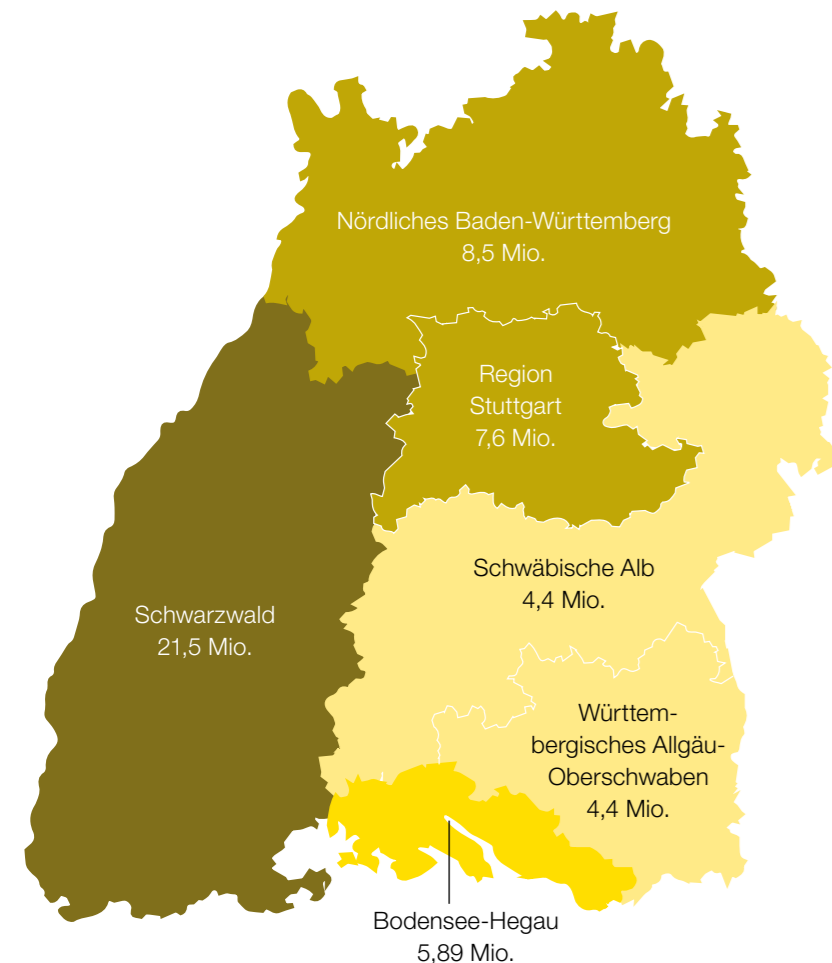 Nördliches Baden-Württemberg
8,5 Mio.
Region
Stuttgart
7,6 Mio.
Schwäbische Alb
4,4 Mio.
Schwarzwald
21,5 Mio.
Württem-
bergisches Allgäu-
Oberschwaben
4,4 Mio.
Bodensee-Hegau
5,89 Mio.